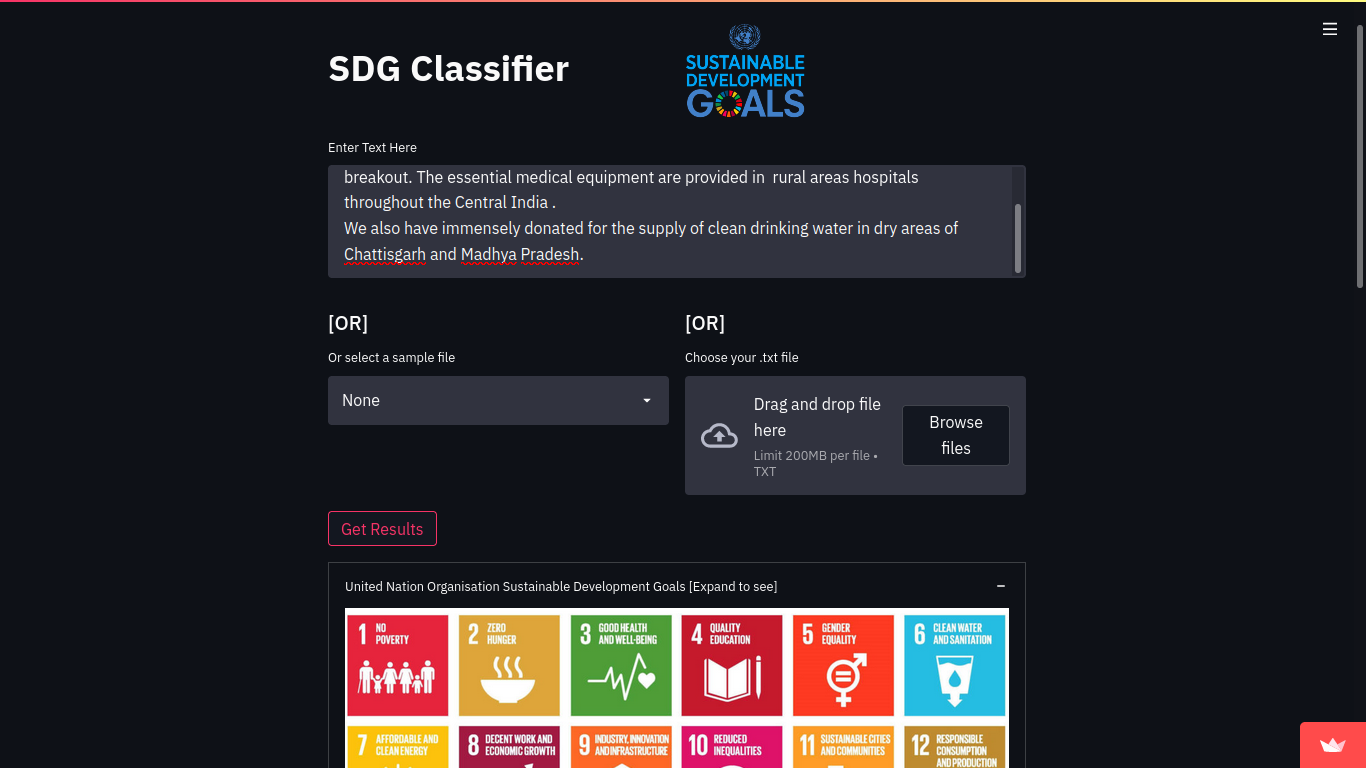 SDG Classifier
SUSTAINABLE
DEVELOPMENT
GOALS
Enter Text Here
breakout. The essential medical equipment are provided in  rural areas hospitals
throughout the Central India .
We also have immensely donated for the supply of clean drinking water in dry areas of
Chattisgarh and Madhya Pradesh.
[OR]
Or select a sample file
None
[OR]
Choose your .txt file
Drag and drop file
here
Limit 200MB per file •
TXT
Browse
files
Get Results
United Nation Organisation Sustainable Development Goals [Expand to see]
1 NO
POVERTY
2 ZERO
HUNGER
3 GOOD HEALTH
AND WELL-BEING
4 QUALITY
EDUCATION
5 GENDER
EQUALITY
6 CLEAN WATER
AND SANITATION
7 AFFORDABLE AND
CLEAN ENERGY
8 DECENT WORK AND
ECONOMIC GROWTH
9 INDUSTRY, INNOVATION
AND INFRASTRUCTURE
10 REDUCED
INEQUALITIES
11 SUSTAINABLE CITIES
AND COMMUNITIES
12 RESPONSIBLE
CONSUMPTION
AND PRODUCTION